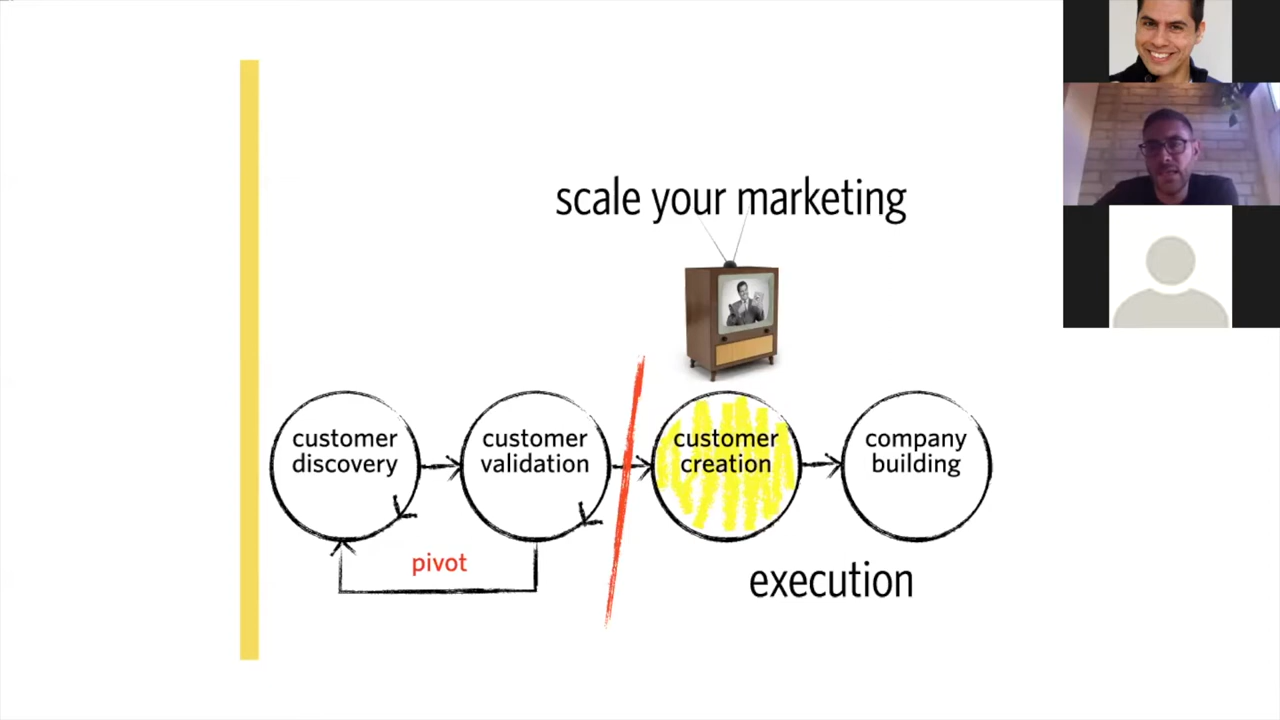 scale your marketing
customer
discovery
customer
validation
customer
creation
company
building
pivot
execution